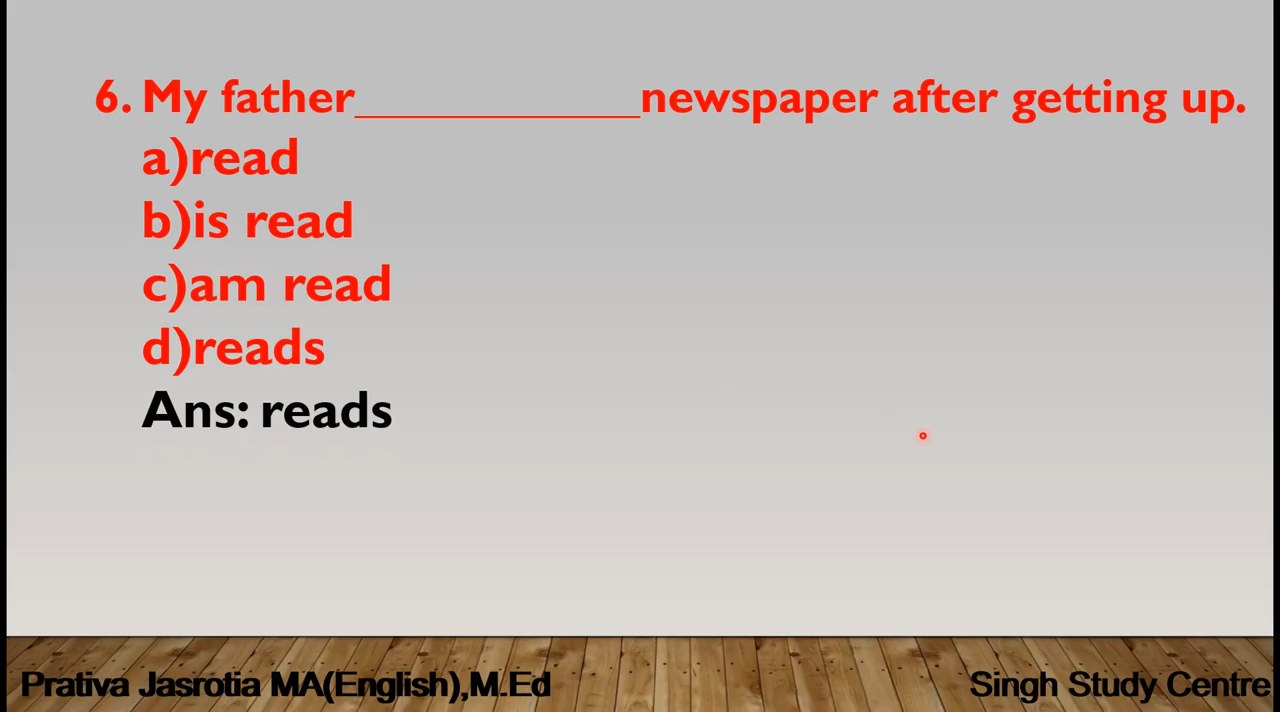 6. My father____________newspaper after getting up.
a)read
b)is read
c)am read
d)reads
Ans: reads
Prativa Jasrotia MA(English),M.Ed
Singh Study Centre